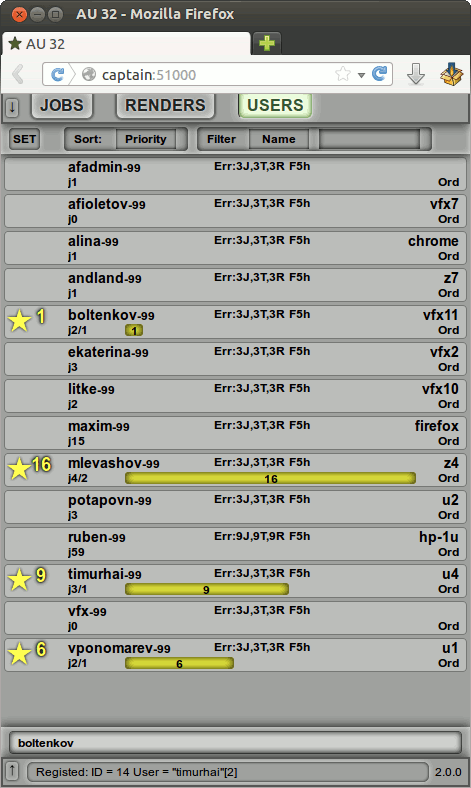 AU 32 - Mozilla Firefox
AU 32
captain:51000
↓ JOBS RENDERS USERS
SET Sort: Priority Filter Name
afadmin-99 Err:3J,3T,3R F5h
j1 Ord
afioletov-99 Err:3J,3T,3R F5h vfx7
j0 Ord
alina-99 Err:3J,3T,3R F5h chrome
j1 Ord
andland-99 Err:3J,3T,3R F5h z7
j1 Ord
1 boltenkov-99 Err:3J,3T,3R F5h vfx11
j2/1 1 Ord
ekaterina-99 Err:3J,3T,3R F5h vfx2
j3 Ord
litke-99 Err:3J,3T,3R F5h vfx10
j2 Ord
maxim-99 Err:3J,3T,3R F5h firefox
j15 Ord
16 mlevashov-99 Err:3J,3T,3R F5h z4
j4/2 16 Ord
potapovn-99 Err:3J,3T,3R F5h u2
j3 Ord
ruben-99 Err:9J,9T,9R F5h hp-1u
j59 Ord
9 timurhai-99 Err:3J,3T,3R F5h u4
j3/1 9 Ord
vfx-99 Err:3J,3T,3R F5h
j0 Ord
6 vponomarev-99 Err:3J,3T,3R F5h u1
j2/1 6 Ord
boltenkov
↑ Registed: ID = 14 User = "timurhai"[2] 2.0.0